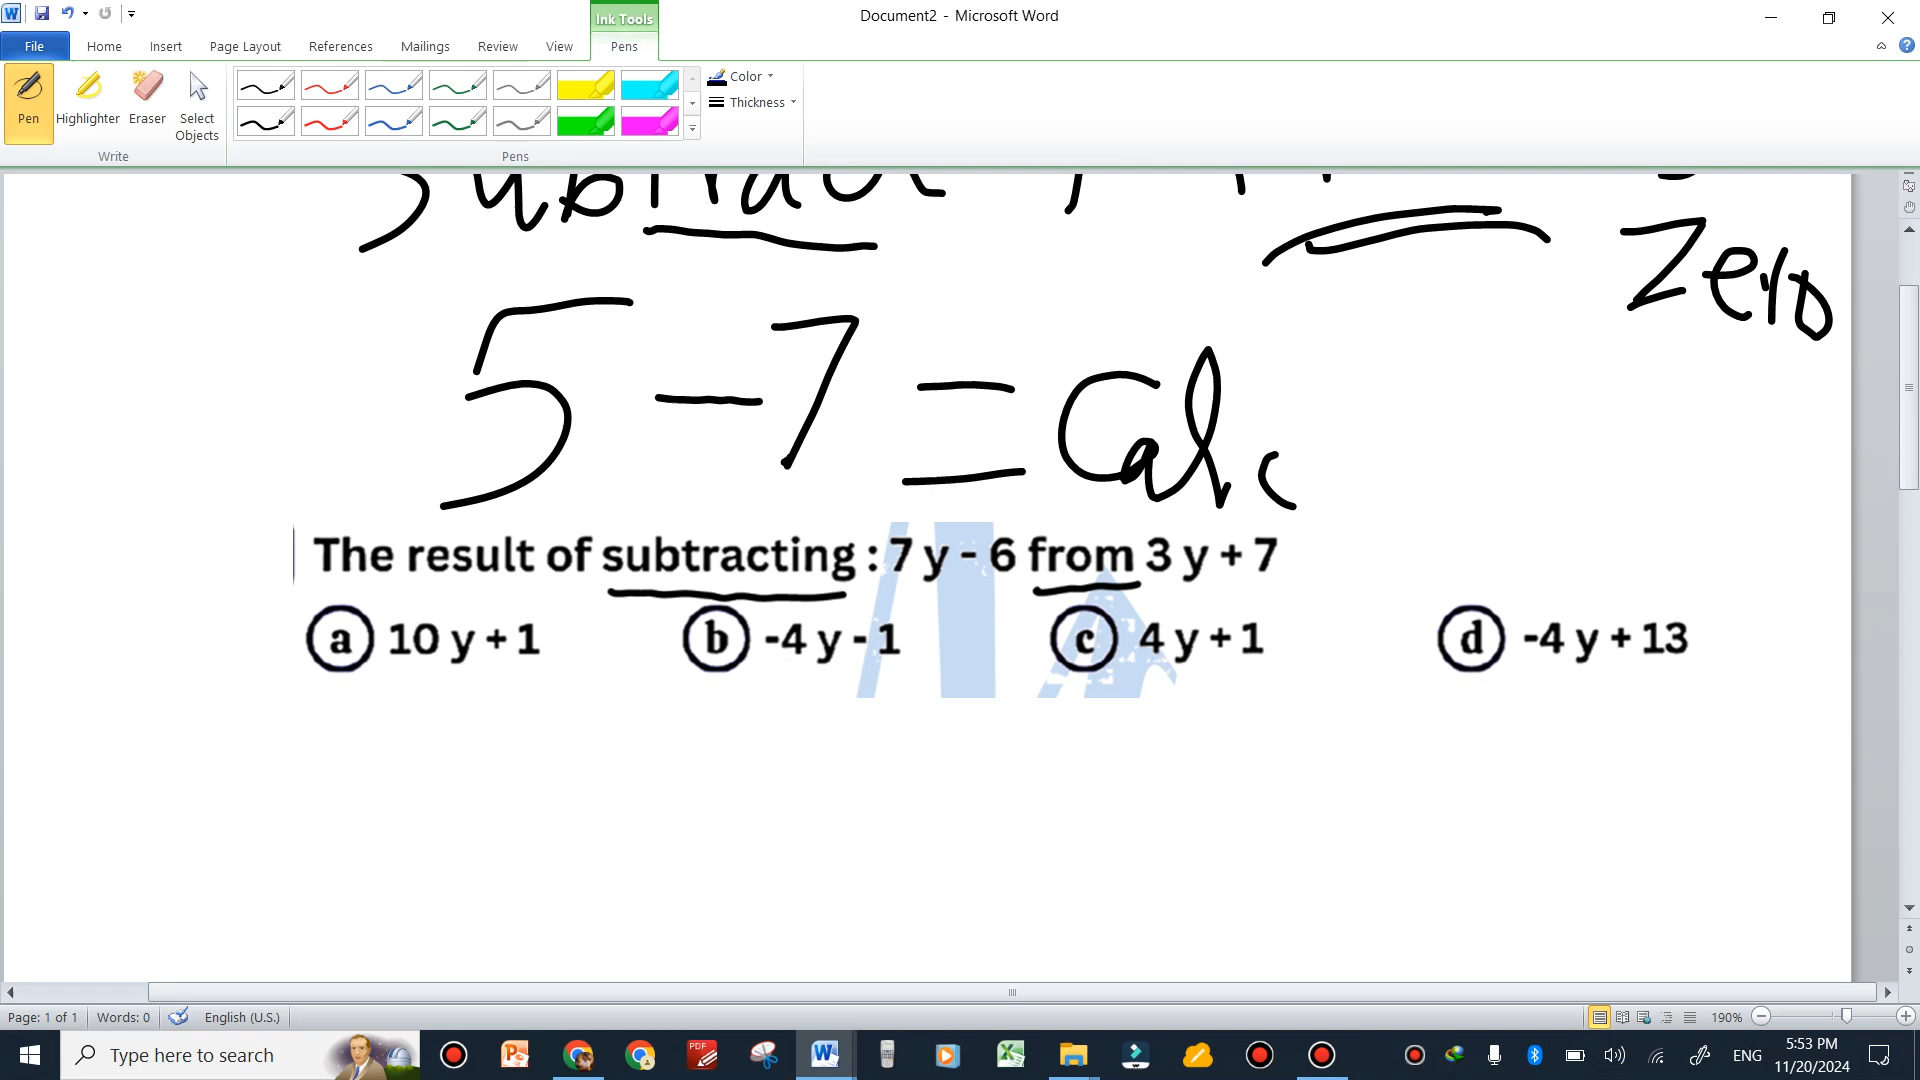 Document2 - Microsoft Word
Ink Tools
File Home Insert Page Layout References Mailings Review View Pens
Pen Highlighter Eraser Select Objects
Color
Thickness
Write Pens
subtract
Zero
5 - 7 = Calc
The result of subtracting : 7 y - 6 from 3 y + 7
a 10 y + 1 b -4 y - 1 c 4 y + 1 d -4 y + 13
Page: 1 of 1 Words: 0 English (U.S.) 190%
Type here to search ENG 5:53 PM
11/20/2024